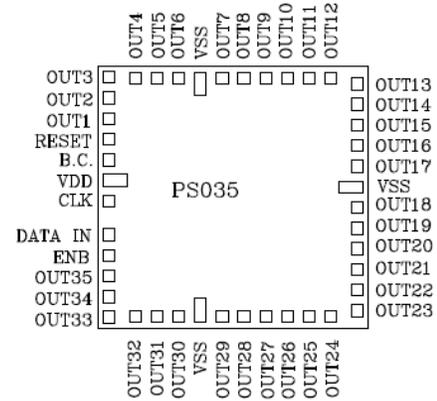 OUT4 OUT5 OUT6 VSS OUT7 OUT8 OUT9 OUT10 OUT11 OUT12
OUT3
OUT2
OUT1
RESET
B.C.
VDD
CLK
DATA IN
ENB
OUT35
OUT34
OUT33
PS035
OUT13
OUT14
OUT15
OUT16
OUT17
VSS
OUT18
OUT19
OUT20
OUT21
OUT22
OUT23
OUT32 OUT31 OUT30 VSS OUT29 OUT28 OUT27 OUT26 OUT25 OUT24